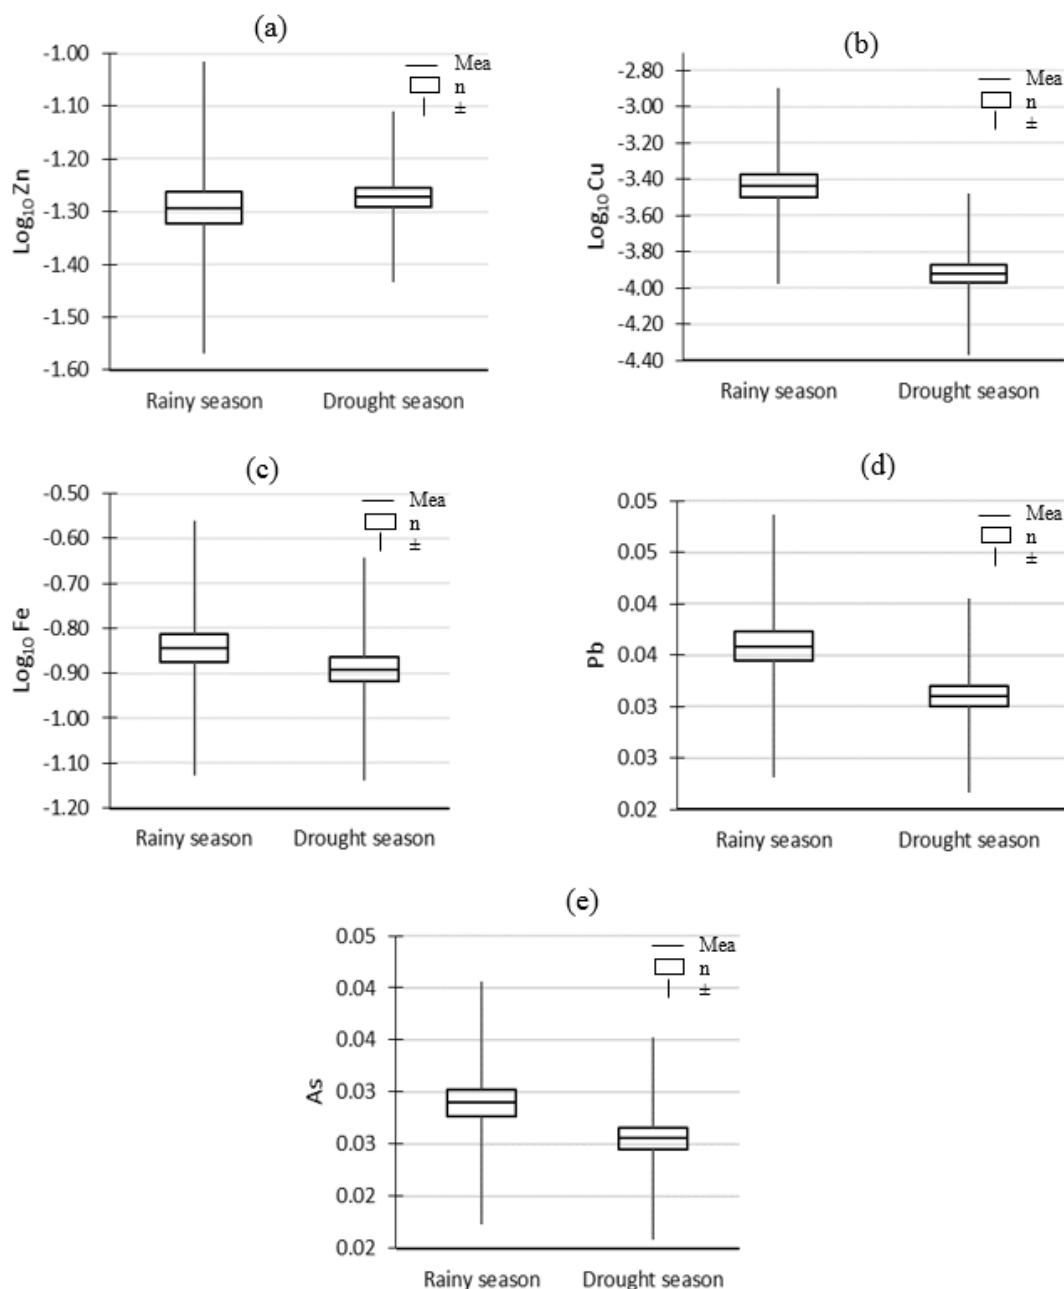 (a)
-1.00
-1.10
-1.20
-1.30
-1.40
-1.50
-1.60
Log₁₀ Zn
Mea
n
±
Rainy season
Drought season
(b)
-2.80
-3.00
-3.20
-3.40
-3.60
-3.80
-4.00
-4.20
-4.40
Log₁₀ Cu
Mea
n
±
Rainy season
Drought season
(c)
-0.50
-0.60
-0.70
-0.80
-0.90
-1.00
-1.10
-1.20
Log₁₀ Fe
Mea
n
±
Rainy season
Drought season
(d)
0.05
0.05
0.04
0.04
0.03
0.03
0.02
Pb
Mea
n
±
Rainy season
Drought season
(e)
0.05
0.04
0.04
0.03
0.03
0.02
0.02
As
Mea
n
±
Rainy season
Drought season